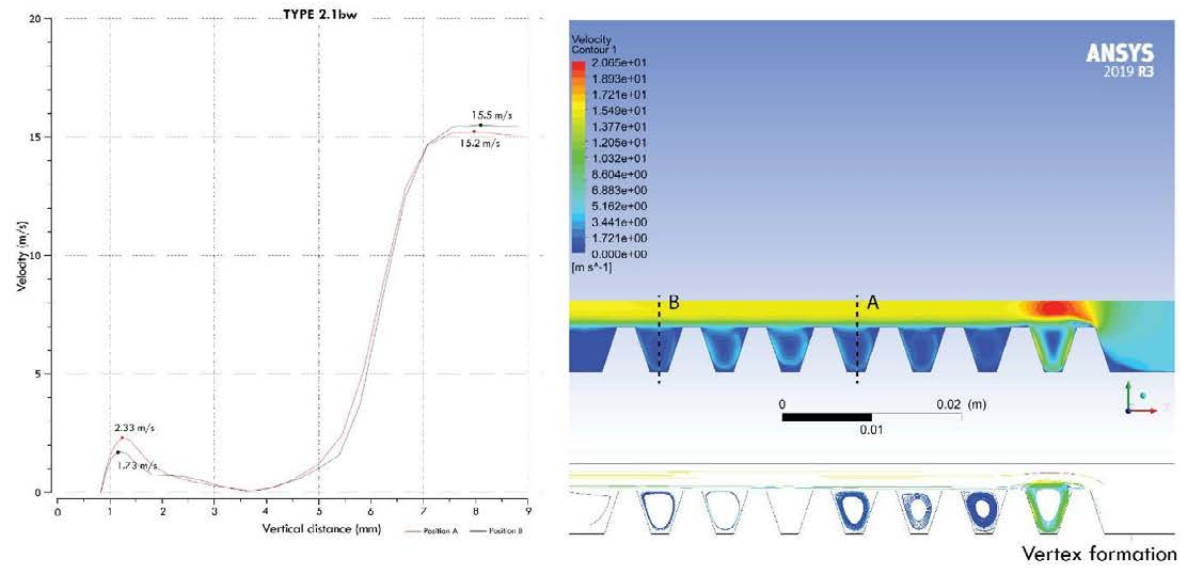 TYPE 2.1bw
20
15
10
5
0
Velocity (m/s)
15.5 m/s
15.2 m/s
2.33 m/s
1.73 m/s
0 1 2 3 4 5 6 7 8 9
Vertical distance (mm)
Position A Position B
Velocity
Contour 1
2.065e+01
1.893e+01
1.721e+01
1.549e+01
1.377e+01
1.205e+01
1.032e+01
8.604e+00
6.883e+00
5.162e+00
3.441e+00
1.721e+00
0.000e+00
[m s^-1]
ANSYS
2019 R3
B
A
0 0.02 (m)
0.01
Vertex formation